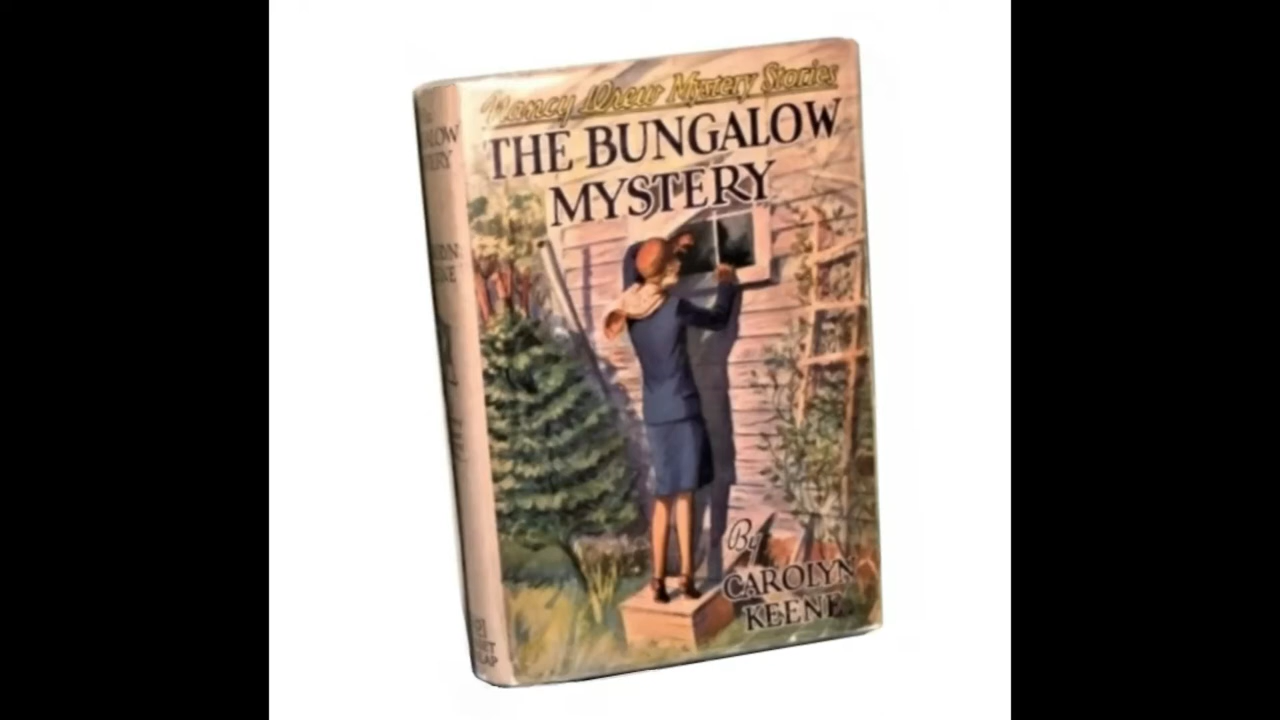 Nancy Drew Mystery Stories
THE BUNGALOW
MYSTERY
By
CAROLYN
KEENE